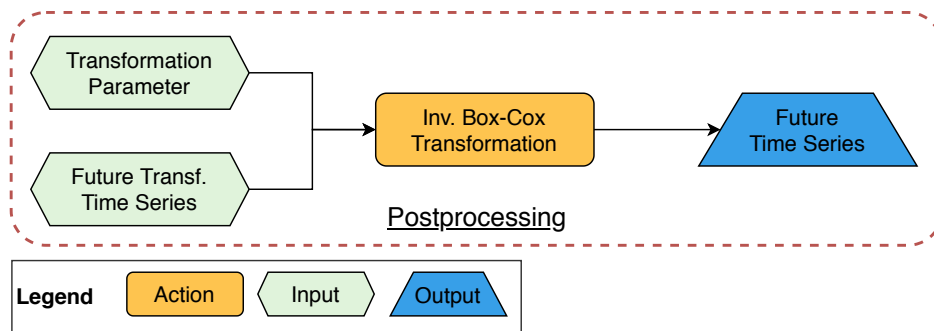 Transformation
Parameter
Future Transf.
Time Series
Inv. Box-Cox
Transformation
Future
Time Series
Postprocessing
Legend
Action
Input
Output